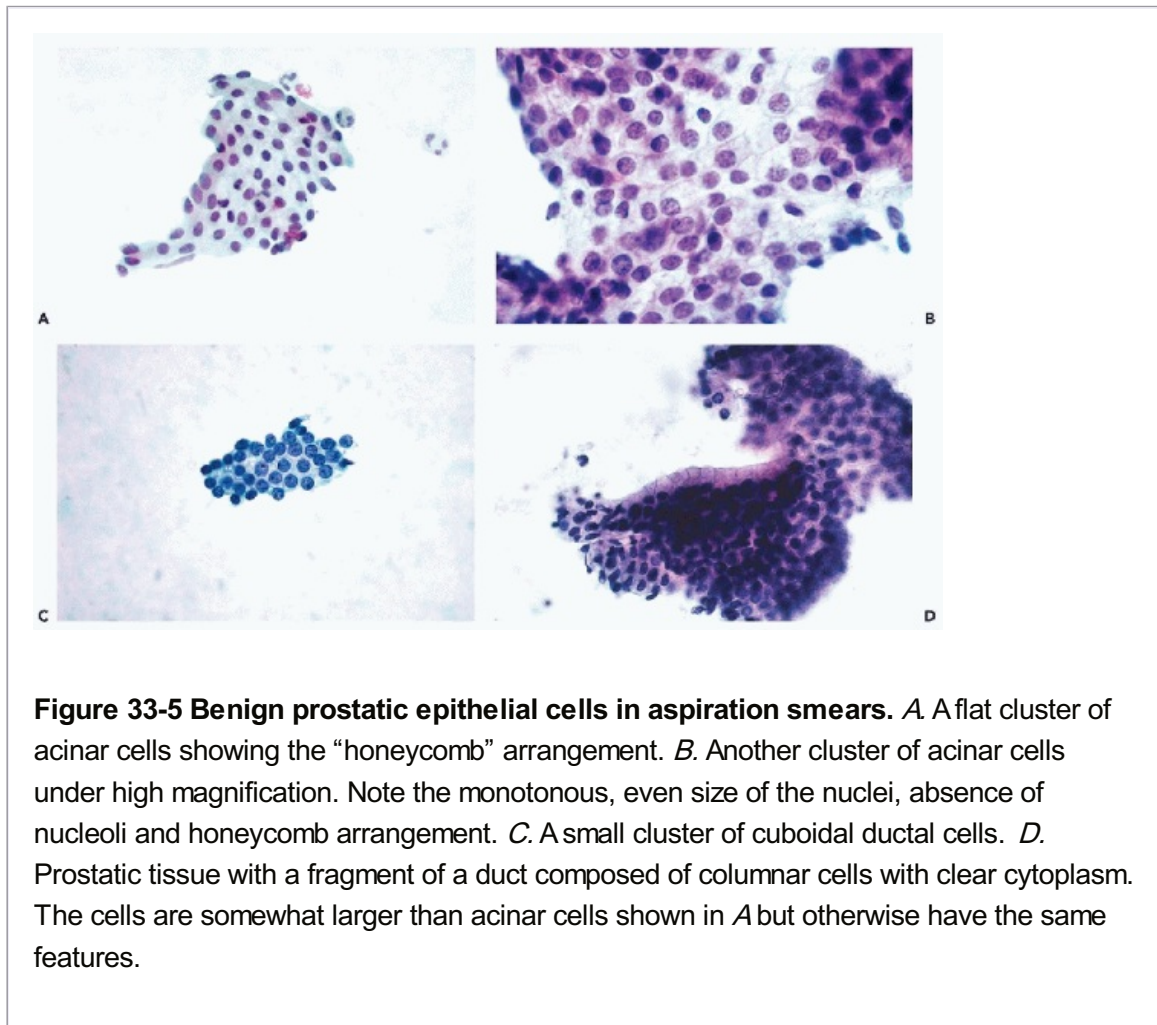 A
B
C
D
Figure 33-5 Benign prostatic epithelial cells in aspiration smears. A. A flat cluster of
acinar cells showing the “honeycomb” arrangement. B. Another cluster of acinar cells
under high magnification. Note the monotonous, even size of the nuclei, absence of
nucleoli and honeycomb arrangement. C. A small cluster of cuboidal ductal cells. D.
Prostatic tissue with a fragment of a duct composed of columnar cells with clear cytoplasm.
The cells are somewhat larger than acinar cells shown in A but otherwise have the same
features.